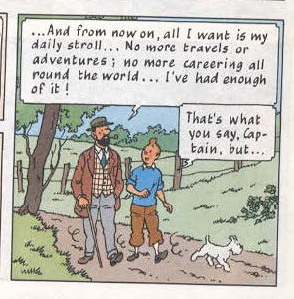 ...And from now on, all I want is my
daily stroll... No more travels or
adventures; no more careering all
round the world... I've had enough
of it!
That's what
you say, Cap-
tain, but...